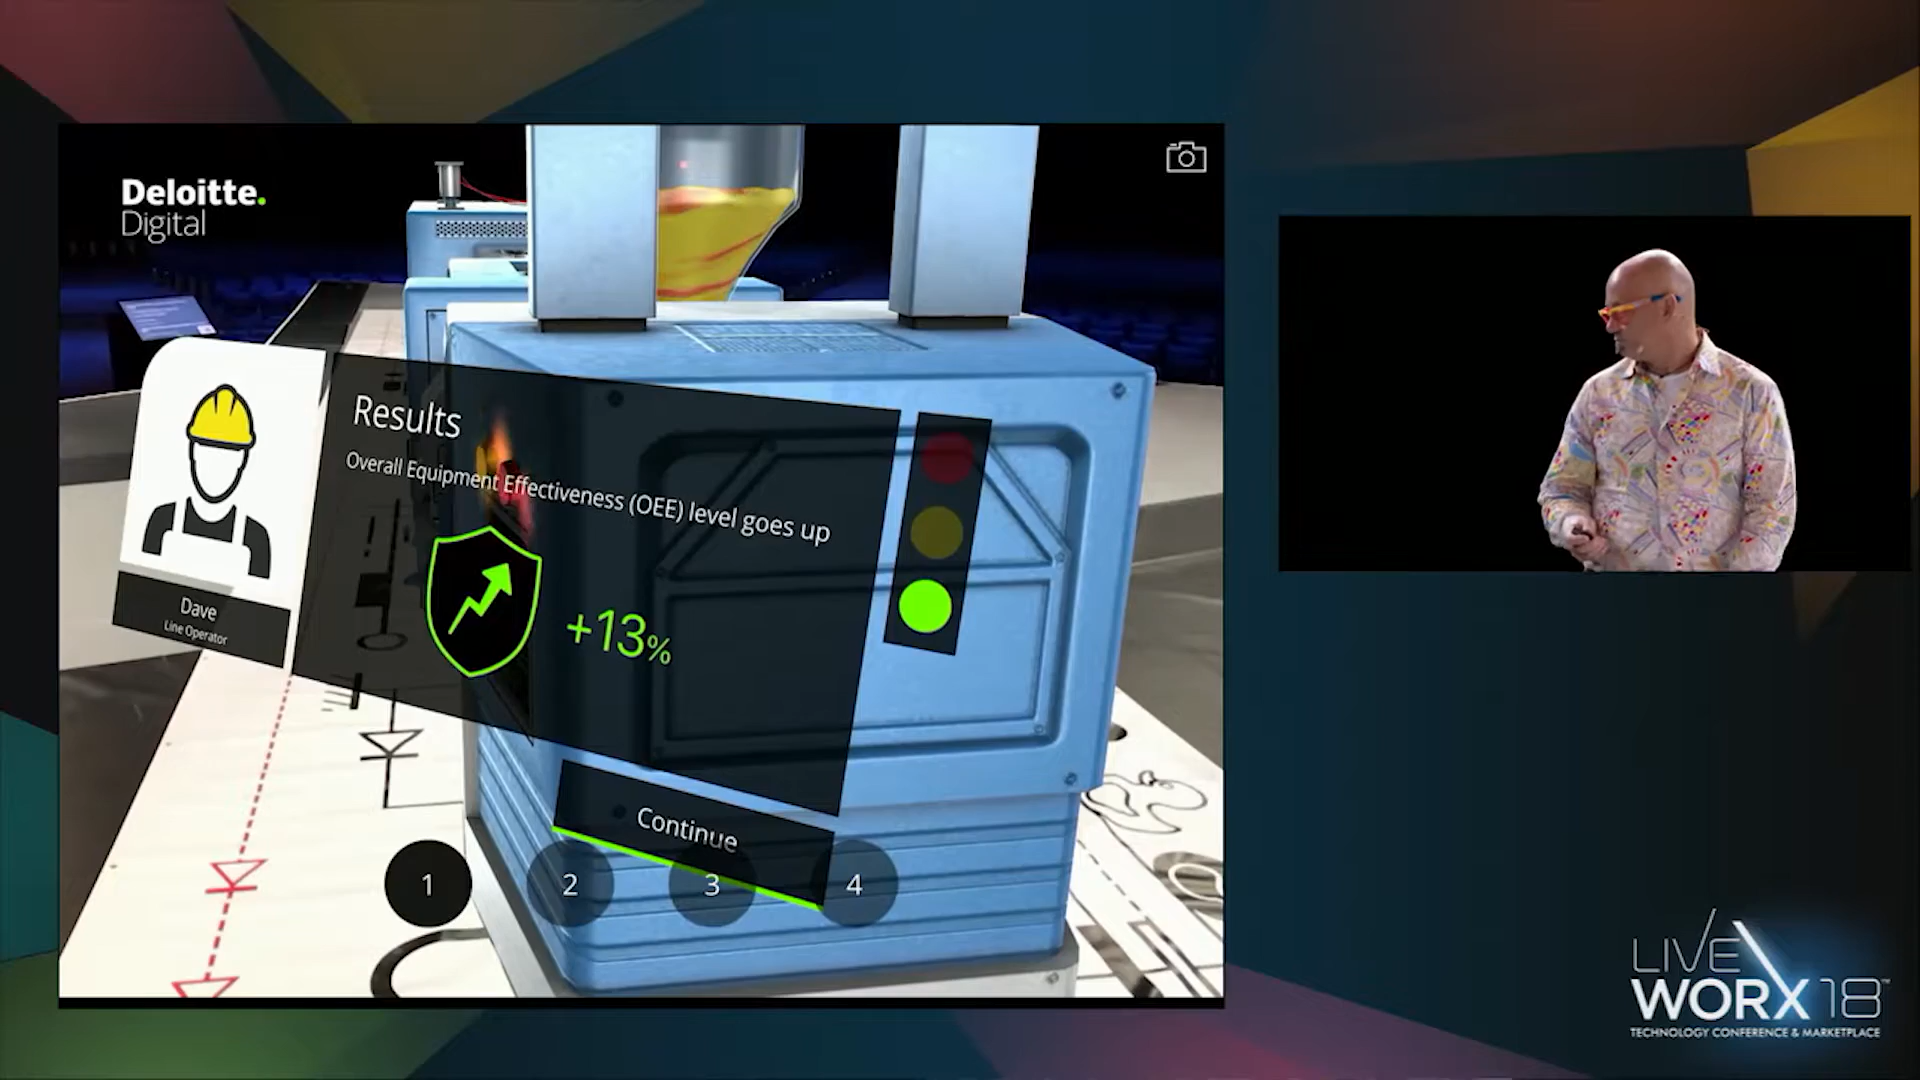 Deloitte.
Digital
Results
Overall Equipment Effectiveness (OEE) level goes up
+13%
Dave
Line Operator
Continue
1
2
3
4
LIVE
WORX 18™
TECHNOLOGY CONFERENCE & MARKETPLACE